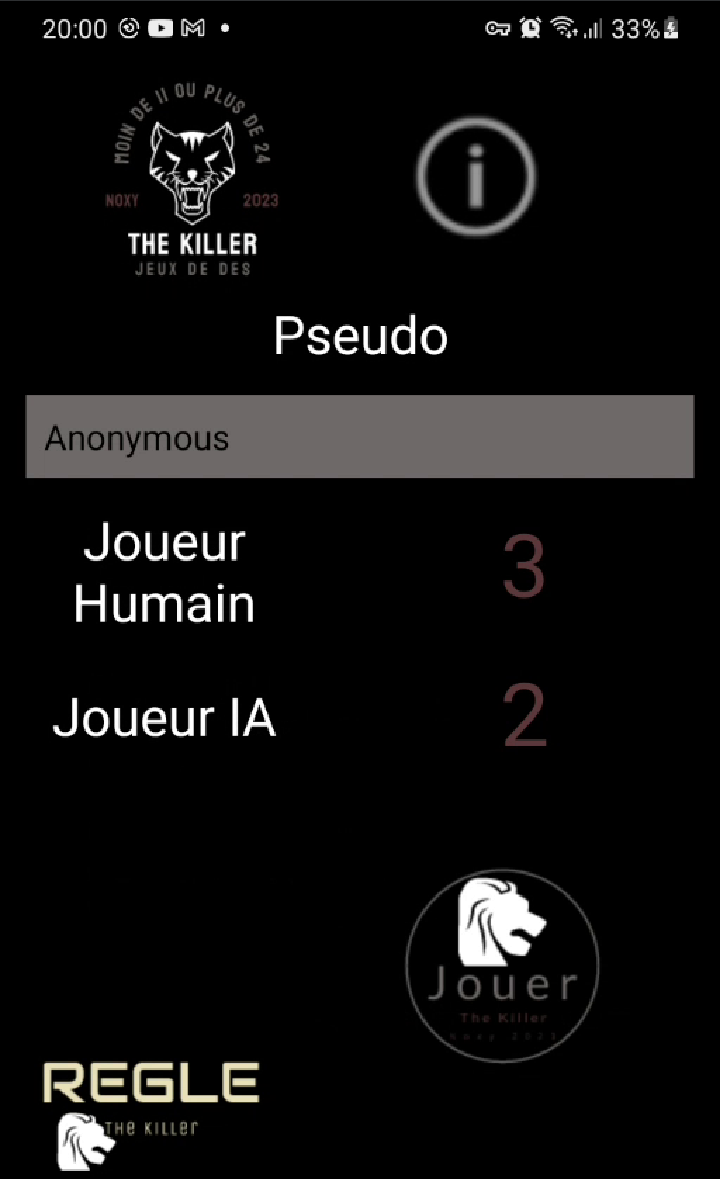 20:00
33%
MOIN DE 11 OU PLUS DE 24
NOXY 2023
THE KILLER
JEUX DE DES
Pseudo
Anonymous
Joueur
Humain
3
Joueur IA
2
Jouer
The Killer
Noxy 2023
REGLE
THE KILLER